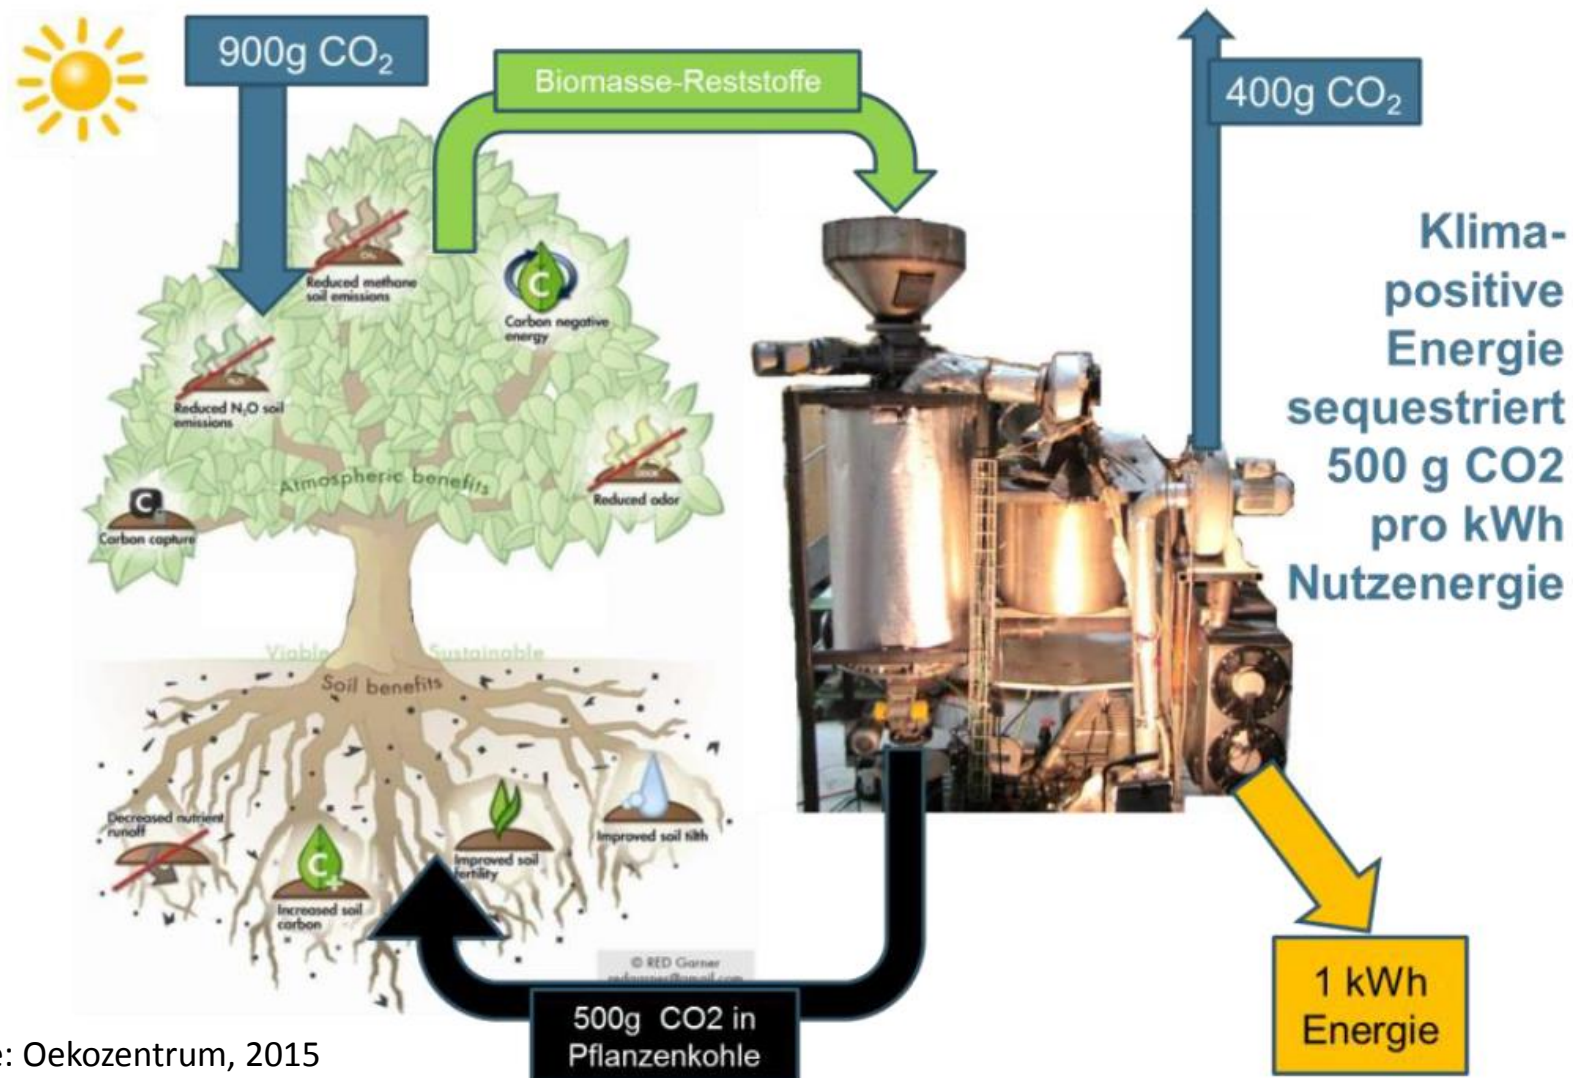 900g CO₂
Biomasse-Reststoffe
400g CO₂
Klima-
positive
Energie
sequestriert
500 g CO2
pro kWh
Nutzenergie
Reduced methane
soil emissions
Carbon negative
energy
Reduced N₂O soil
emissions
Reduced odor
Atmospheric benefits
Carbon capture
Viable
Sustainable
Soil benefits
Decreased nutrient
runoff
Increased soil
carbon
Improved soil
fertility
Improved soil tilth
© RED Garner
500g CO2 in
Pflanzenkohle
1 kWh
Energie
: Oekozentrum, 2015